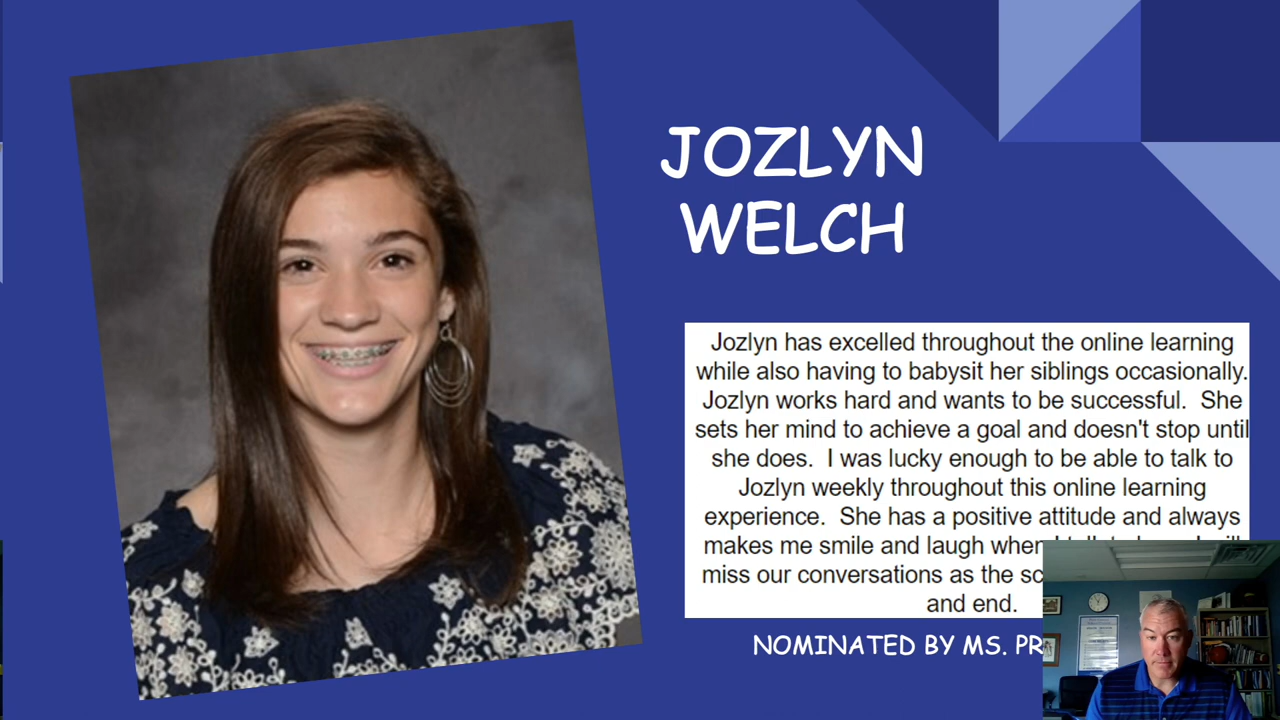 JOZLYN
WELCH
Jozlyn has excelled throughout the online learning
while also having to babysit her siblings occasionally.
Jozlyn works hard and wants to be successful.  She
sets her mind to achieve a goal and doesn't stop until
she does.  I was lucky enough to be able to talk to
Jozlyn weekly throughout this online learning
experience.  She has a positive attitude and always
makes me smile and laugh when
miss our conversations as the
and end.
NOMINATED BY MS.